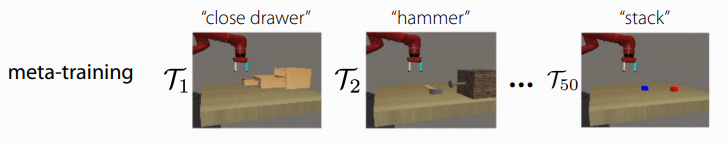 “close drawer” “hammer” “stack”
meta-training 𝒯1 𝒯2 ... 𝒯50